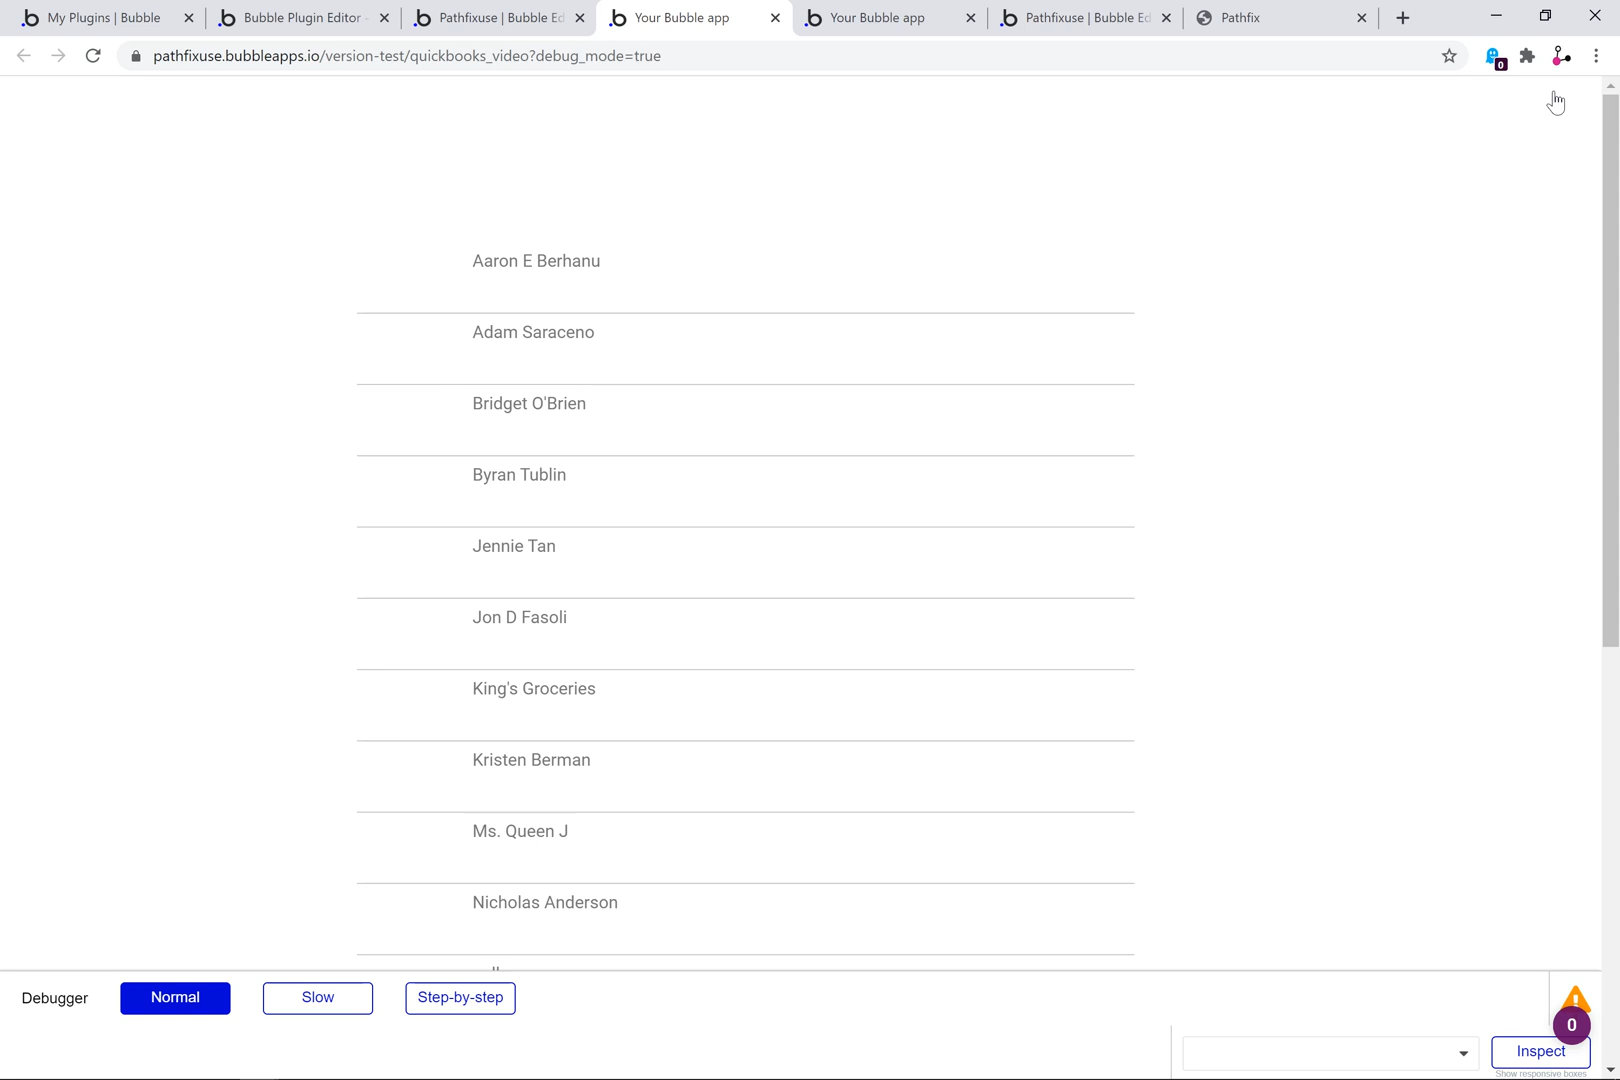 My Plugins | Bubble
Bubble Plugin Editor -
Pathfixuse | Bubble Ed
Your Bubble app
Your Bubble app
Pathfixuse | Bubble Ed
Pathfix
pathfixuse.bubbleapps.io/version-test/quickbooks_video?debug_mode=true
0
Aaron E Berhanu
Adam Saraceno
Bridget O'Brien
Byran Tublin
Jennie Tan
Jon D Fasoli
King's Groceries
Kristen Berman
Ms. Queen J
Nicholas Anderson
Debugger
Normal
Slow
Step-by-step
0
Inspect
Show responsive boxes